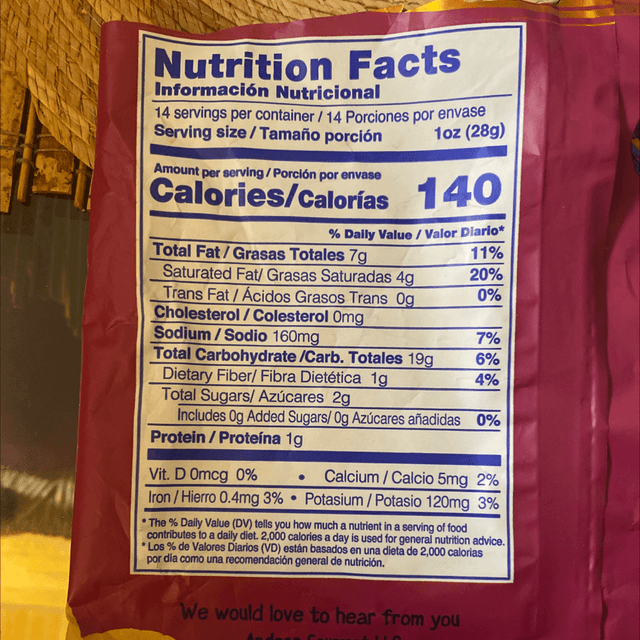 Nutrition Facts
Información Nutricional
14 servings per container / 14 Porciones por envase
Serving size / Tamaño porción 1oz (28g)
Amount per serving / Porción por envase
Calories/Calorías 140
% Daily Value / Valor Diario*
Total Fat / Grasas Totales 7g 11%
Saturated Fat/ Grasas Saturadas 4g 20%
Trans Fat / Ácidos Grasos Trans 0g 0%
Cholesterol / Colesterol 0mg
Sodium / Sodio 160mg 7%
Total Carbohydrate /Carb. Totales 19g 6%
Dietary Fiber/ Fibra Dietética 1g 4%
Total Sugars/ Azúcares 2g
Includes 0g Added Sugars/ 0g Azúcares añadidas 0%
Protein / Proteína 1g
Vit. D 0mcg 0% • Calcium / Calcio 5mg 2%
Iron / Hierro 0.4mg 3% • Potasium / Potasio 120mg 3%
* The % Daily Value (DV) tells you how much a nutrient in a serving of food
contributes to a daily diet. 2,000 calories a day is used for general nutrition advice.
* Los % de Valores Diarios (VD) están basados en una dieta de 2,000 calorias
por día como una recomendación general de nutrición.
We would love to hear from you